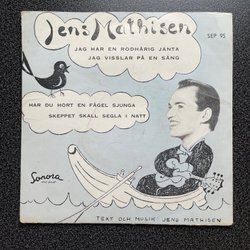 Jens Mathisen
SEP 95
JAG HAR EN RÖDHÅRIG JÄNTA
JAG VISSLAR PÅ EN SÅNG
HAR DU HÖRT EN FÅGEL SJUNGA
SKEPPET SKALL SEGLA I NATT
Sonora
TEXT OCH MUSIK JENS MATHISEN